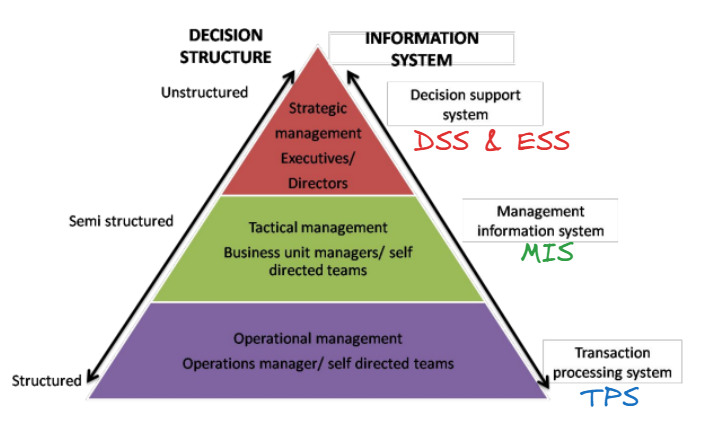 DECISION
STRUCTURE
INFORMATION
SYSTEM
Unstructured
Semi structured
Structured
Strategic
management
Executives/
Directors
Tactical management
Business unit managers/ self
directed teams
Operational management
Operations manager/ self directed teams
Decision support
system
DSS & ESS
Management
information system
MIS
Transaction
processing system
TPS